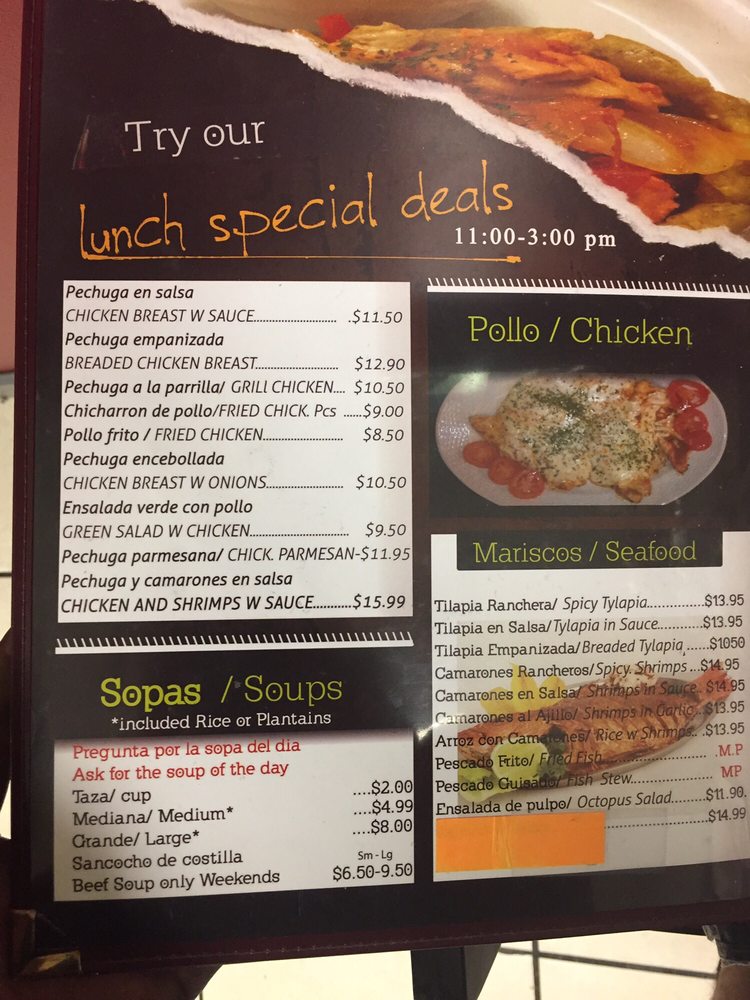 Try our
lunch special deals
11:00-3:00 pm
Pechuga en salsa
CHICKEN BREAST W SAUCE............................ .$11.50
Pechuga empanizada
BREADED CHICKEN BREAST............................ $12.90
Pechuga a la parrilla/ GRILL CHICKEN.... $10.50
Chicharron de pollo/FRIED CHICK. Pcs ......$9.00
Pollo frito / FRIED CHICKEN........................... $8.50
Pechuga encebollada
CHICKEN BREAST W ONIONS.......................... $10.50
Ensalada verde con pollo
GREEN SALAD W CHICKEN.................................. $9.50
Pechuga parmesana/ CHICK. PARMESAN-$11.95
Pechuga y camarones en salsa
CHICKEN AND SHRIMPS W SAUCE...........$15.99
Sopas / Soups
*included Rice or Plantains
Pregunta por la sopa del dia
Ask for the soup of the day
Taza/ cup ....$2.00
Mediana/ Medium* ....$4.99
Grande/ Large* ....$8.00
Sancocho de costilla Sm - Lg
Beef Soup only Weekends $6.50-9.50
Pollo / Chicken
Mariscos / Seafood
Tilapia Ranchera/ Spicy Tylapia..............$13.95
Tilapia en Salsa/Tylapia in Sauce...........$13.95
Tilapia Empanizada/Breaded Tylapia ......$1050
Camarones Rancheros/Spicy Shrimps ...$14.95
Camarones en Salsa/ Shrimps in Sauce.. $14.95
Camarones al Ajillo/ Shrimps in Garlic...$13.95
Arroz con Camarones/ Rice w Shrimps...$13.95
Pescado Frito/ Fried Fish........................... .M.P
Pescado Guisado/ Fish Stew..................... MP
Ensalada de pulpo/ Octopus Salad.........$11.90.
...........................$14.99